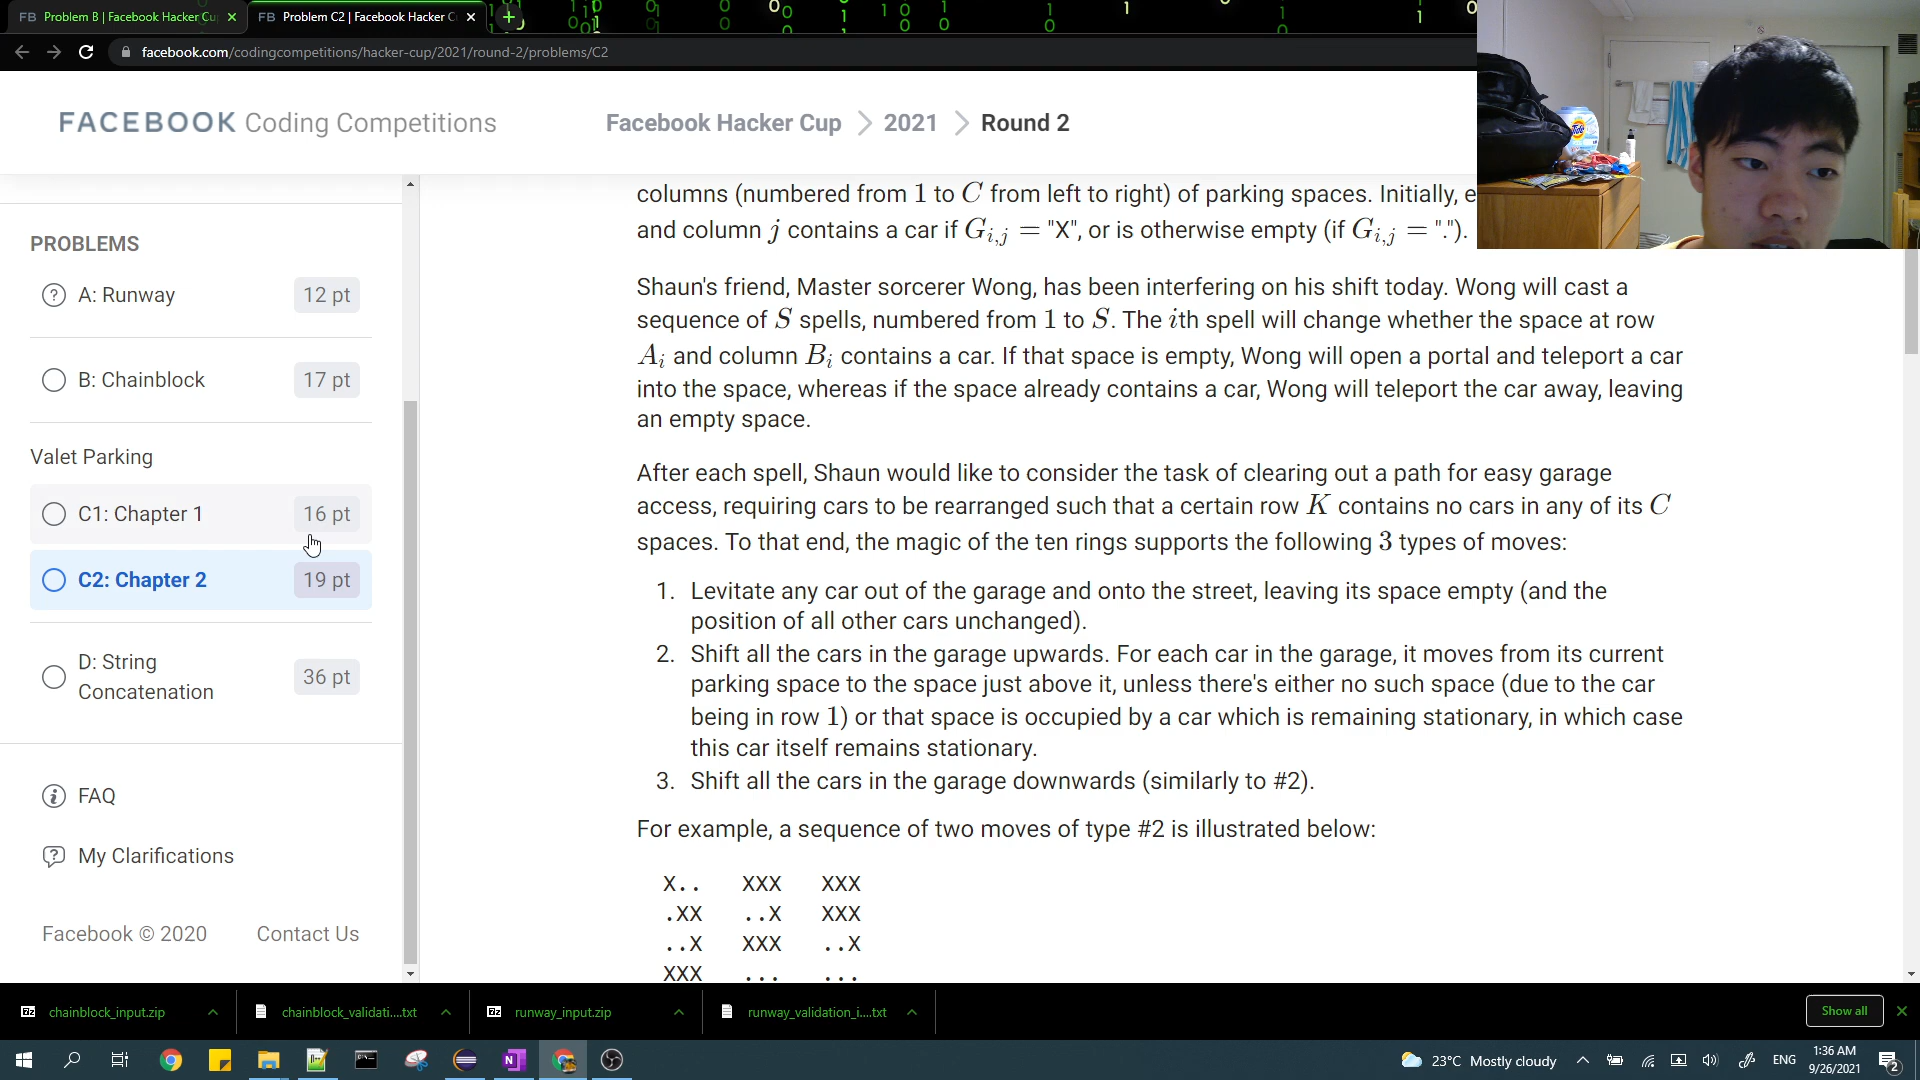 FB Problem B | Facebook Hacker Cu
FB Problem C2 | Facebook Hacker C
facebook.com/codingcompetitions/hacker-cup/2021/round-2/problems/C2
FACEBOOK Coding Competitions
Facebook Hacker Cup > 2021 > Round 2
PROBLEMS
A: Runway 12 pt
B: Chainblock 17 pt
Valet Parking
C1: Chapter 1 16 pt
C2: Chapter 2 19 pt
D: String
Concatenation
36 pt
FAQ
My Clarifications
Facebook © 2020 Contact Us
columns (numbered from 1 to C from left to right) of parking spaces. Initially, e
and column j contains a car if G_{i,j} = "X", or is otherwise empty (if G_{i,j} = ".").
Shaun's friend, Master sorcerer Wong, has been interfering on his shift today. Wong will cast a
sequence of S spells, numbered from 1 to S. The ith spell will change whether the space at row
A_i and column B_i contains a car. If that space is empty, Wong will open a portal and teleport a car
into the space, whereas if the space already contains a car, Wong will teleport the car away, leaving
an empty space.
After each spell, Shaun would like to consider the task of clearing out a path for easy garage
access, requiring cars to be rearranged such that a certain row K contains no cars in any of its C
spaces. To that end, the magic of the ten rings supports the following 3 types of moves:
1. Levitate any car out of the garage and onto the street, leaving its space empty (and the
position of all other cars unchanged).
2. Shift all the cars in the garage upwards. For each car in the garage, it moves from its current
parking space to the space just above it, unless there's either no such space (due to the car
being in row 1) or that space is occupied by a car which is remaining stationary, in which case
this car itself remains stationary.
3. Shift all the cars in the garage downwards (similarly to #2).
For example, a sequence of two moves of type #2 is illustrated below:
X.. XXX XXX
.XX ..X XXX
..X XXX ..X
XXX ... ...
Tide
chainblock_input.zip
chainblock_validati....txt
runway_input.zip
runway_validation_i....txt
Show all
23°C Mostly cloudy
ENG
1:36 AM
9/26/2021
2